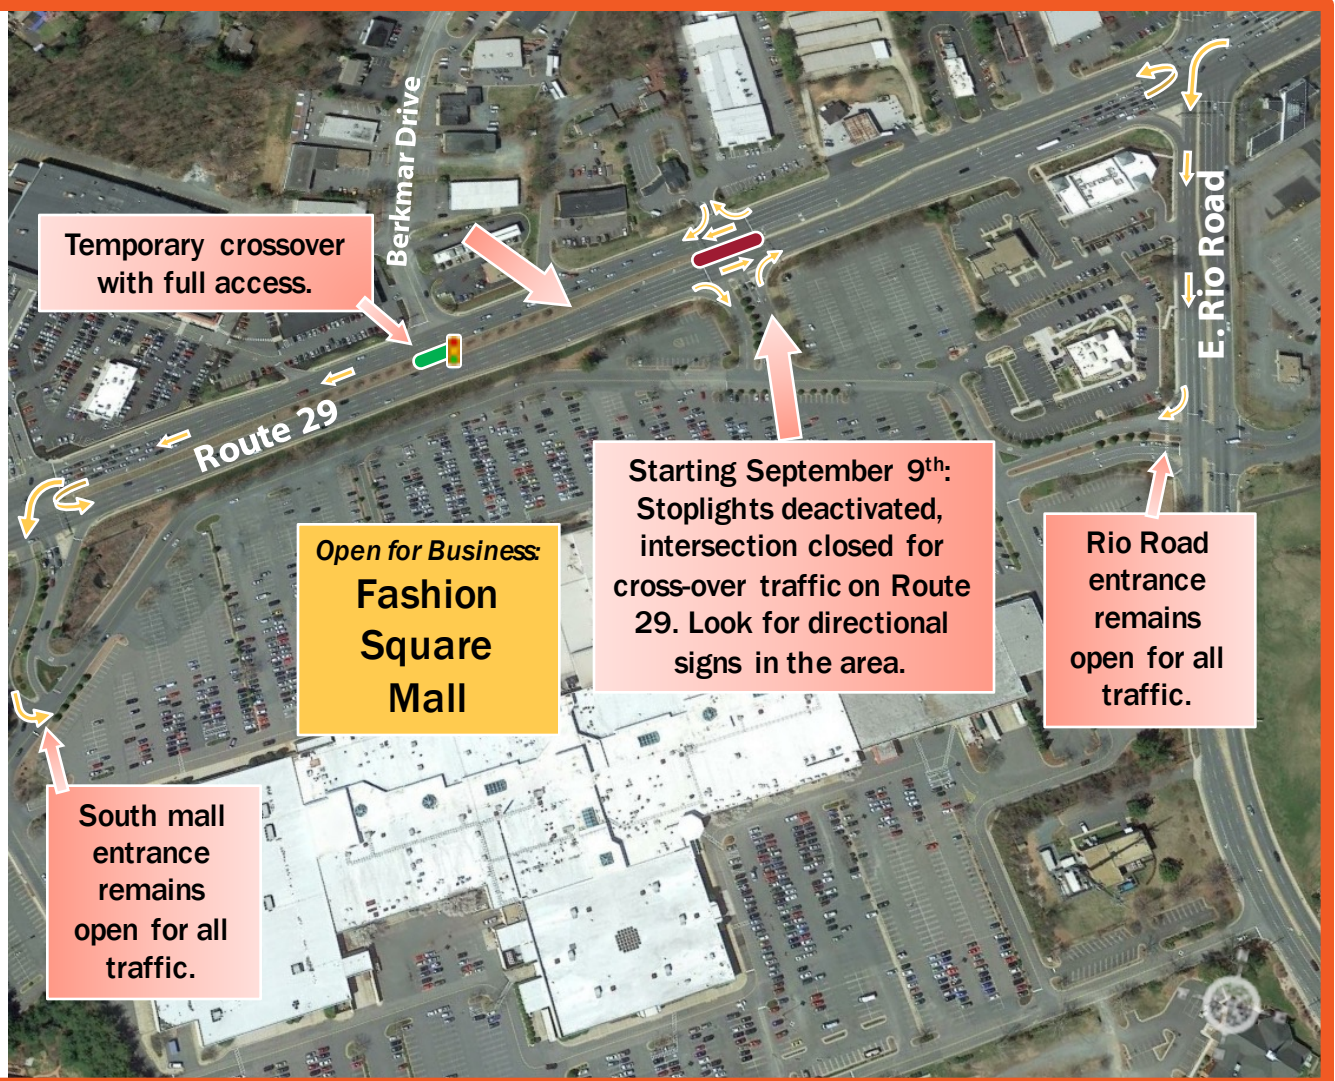 Berkmar Drive
E. Rio Road
Temporary crossover
with full access.
Route 29
Starting September 9th:
Stoplights deactivated,
intersection closed for
cross-over traffic on Route
29. Look for directional
signs in the area.
Open for Business:
Fashion
Square
Mall
Rio Road
entrance
remains
open for all
traffic.
South mall
entrance
remains
open for all
traffic.